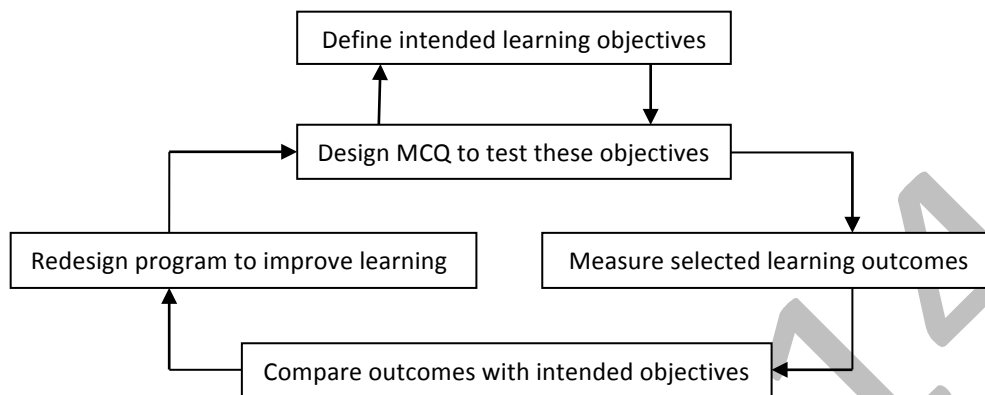 Define intended learning objectives
Design MCQ to test these objectives
Redesign program to improve learning
Measure selected learning outcomes
Compare outcomes with intended objectives